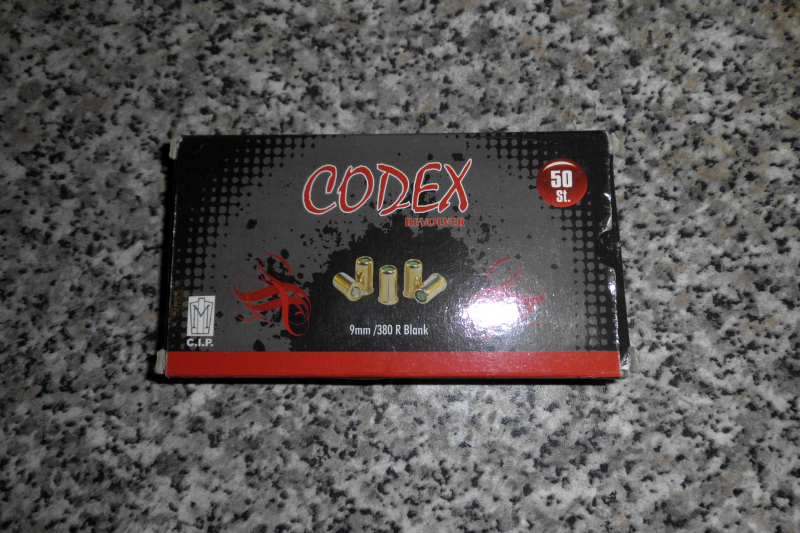 CODEX
REVOLVER
50
St.
9mm /380 R Blank
C.I.P.